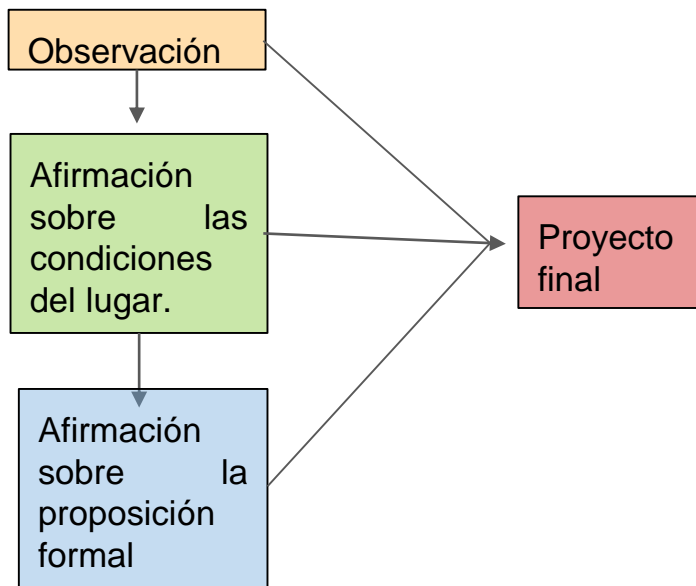 Observación
Afirmación
sobre las
condiciones
del lugar.
Proyecto
final
Afirmación
sobre la
proposición
formal